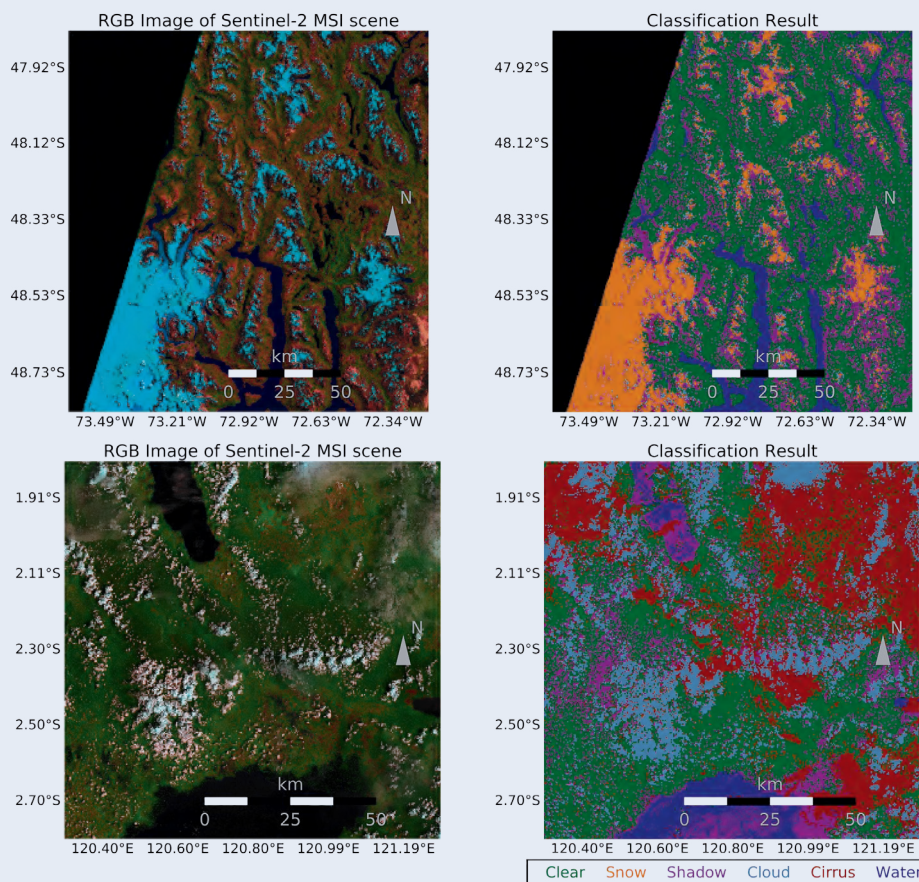 RGB Image of Sentinel-2 MSI scene
Classification Result
47.92°S
48.12°S
48.33°S
48.53°S
48.73°S
N
km
0 25 50
73.49°W 73.21°W 72.92°W 72.63°W 72.34°W
47.92°S
48.12°S
48.33°S
48.53°S
48.73°S
N
km
0 25 50
73.49°W 73.21°W 72.92°W 72.63°W 72.34°W
RGB Image of Sentinel-2 MSI scene
Classification Result
1.91°S
2.11°S
2.30°S
2.50°S
2.70°S
N
km
0 25 50
120.40°E 120.60°E 120.80°E 120.99°E 121.19°E
1.91°S
2.11°S
2.30°S
2.50°S
2.70°S
N
km
0 25 50
120.40°E 120.60°E 120.80°E 120.99°E 121.19°E
Clear Snow Shadow Cloud Cirrus Water